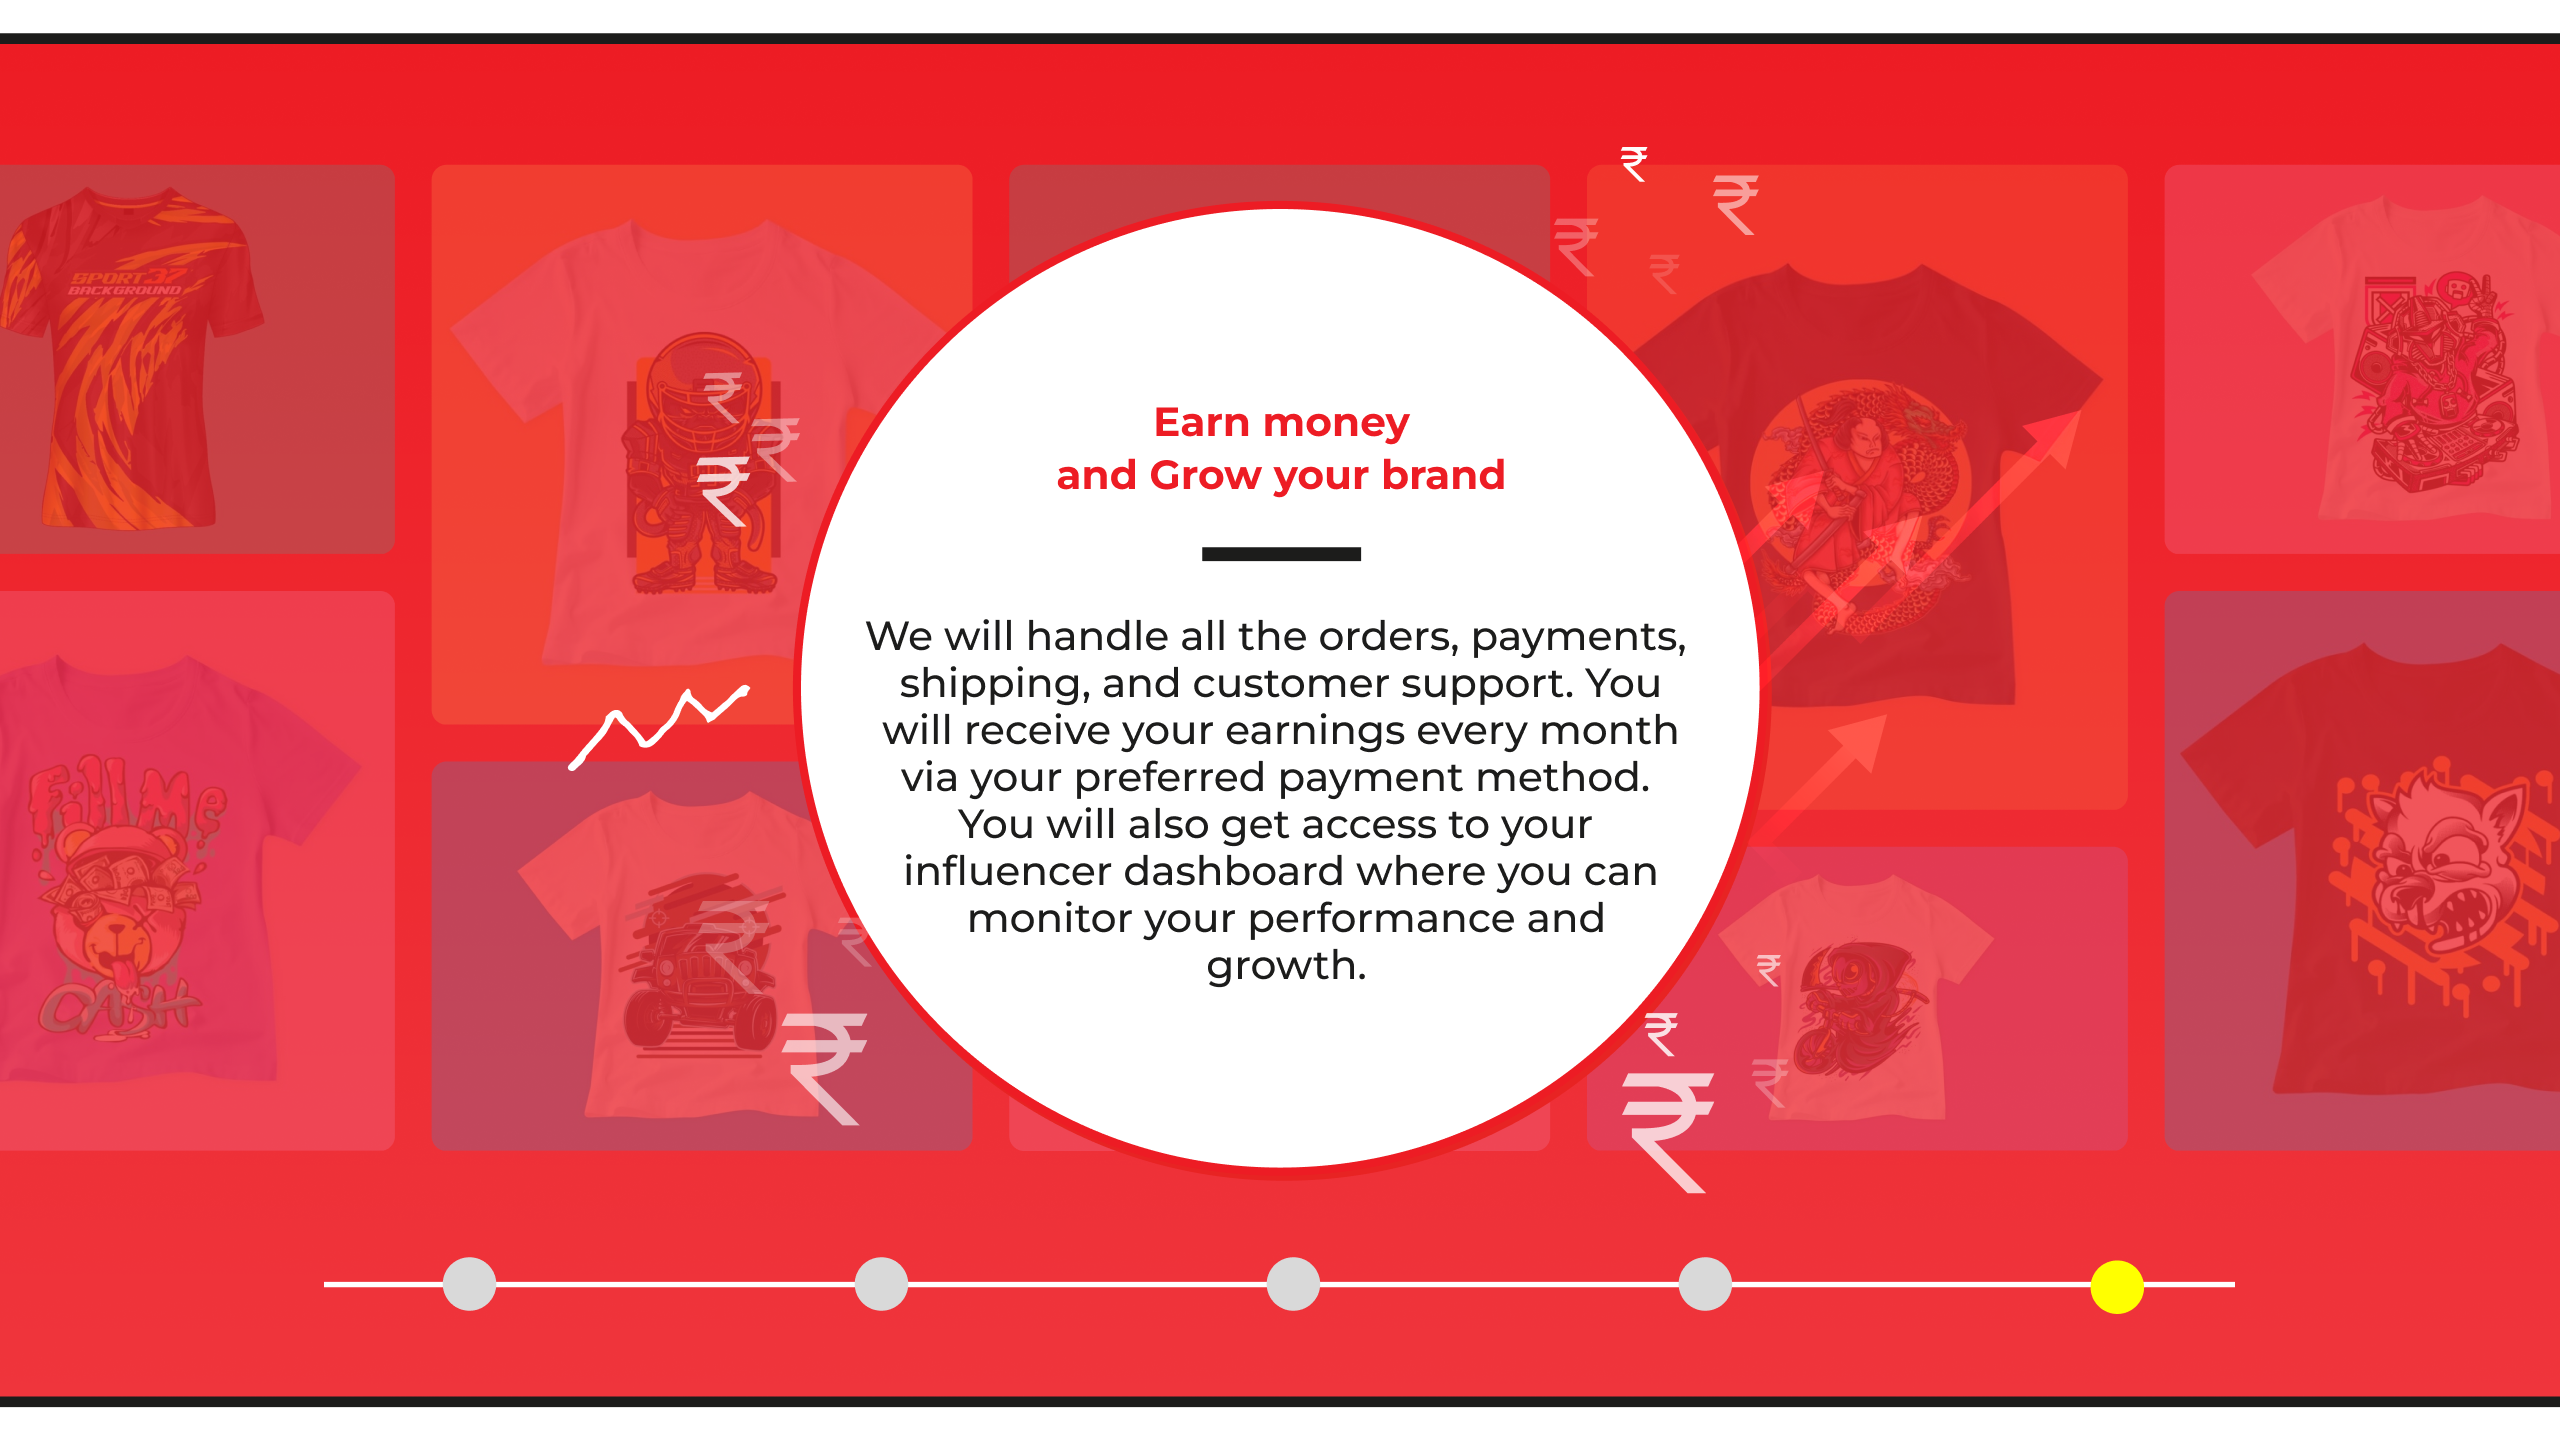 Earn money
and Grow your brand
We will handle all the orders, payments,
shipping, and customer support. You
will receive your earnings every month
via your preferred payment method.
You will also get access to your
influencer dashboard where you can
monitor your performance and
growth.
SPORT 37
BACKGROUND
Fill Me
CASH
₹
₹
₹
₹
₹
₹
₹
₹
₹
₹
₹
₹
₹
₹